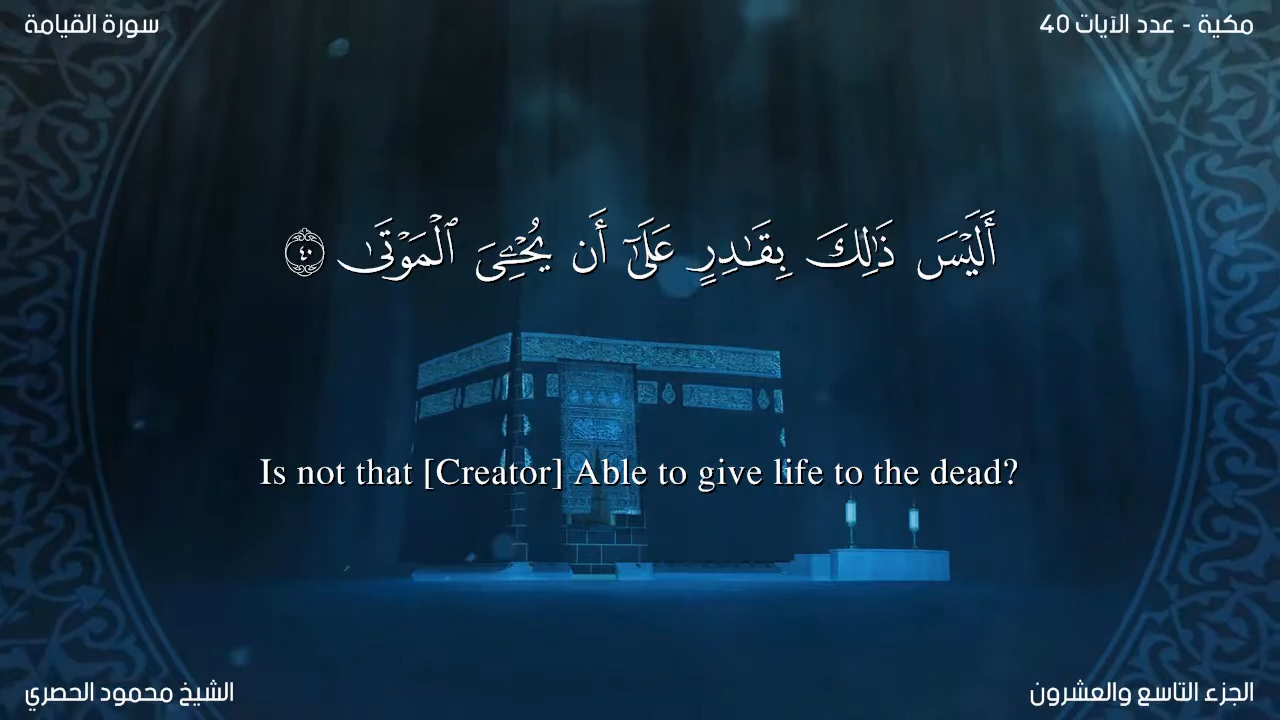 مكية - عدد الآيات 40
سورة القيامة
أَلَيْسَ ذَٰلِكَ بِقَٰدِرٍ عَلَىٰٓ أَن يُحْـِۧىَ ٱلْمَوْتَىٰ ٤٠
Is not that [Creator] Able to give life to the dead?
الجزء التاسع والعشرون
الشيخ محمود الحصري